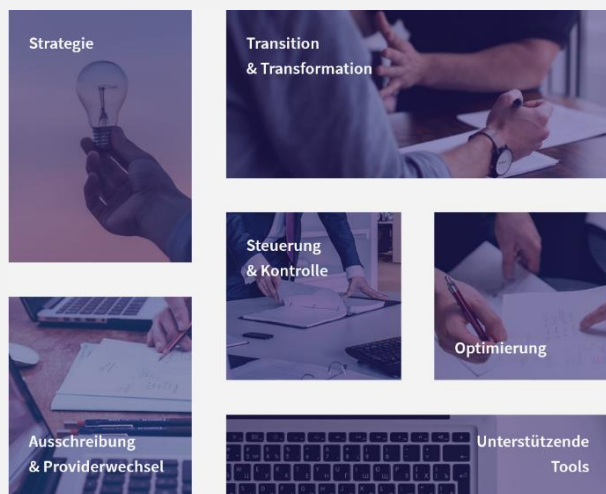 Strategie
Transition
& Transformation
Steuerung
& Kontrolle
Optimierung
Ausschreibung
& Providerwechsel
Unterstützende
Tools